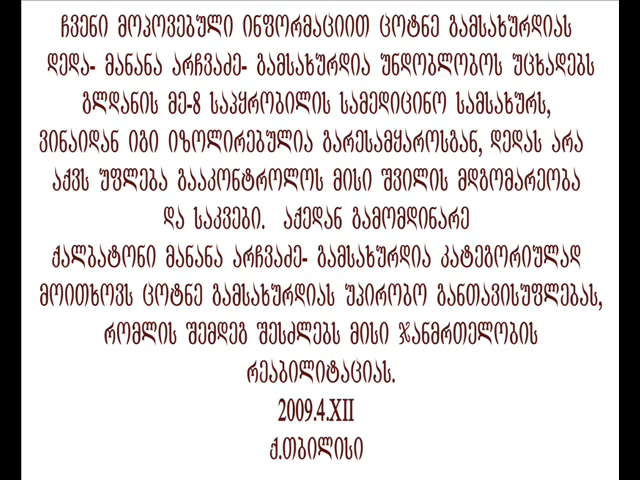 ჩვენი მოპოვებული ინფორმაციით ცოტნე გამსახურდიას
დედა- მანანა არჩვაძე- გამსახურდია უნდობლობოს უცხადებს
გლდანის მე-8 საპყრობილის სამედიცინო სამსახურს,
ვინაიდან იგი იზოლირებულია გარესამყაროსგან, დედას არა
აქვს უფლება გააკონტროლოს მისი შვილის მდგომარეობა
და საკვები. აქედან გამომდინარე
ქალბატონი მანანა არჩვაძე- გამსახურდია კატეგორიულად
მოითხოვს ცოტნე გამსახურდიას უპირობო განთავისუფლებას,
რომლის შემდეგ შესძლებს მისი ჯანმრთელობის
რეაბილიტაციას.
2009.4.XII
ქ.თბილისი